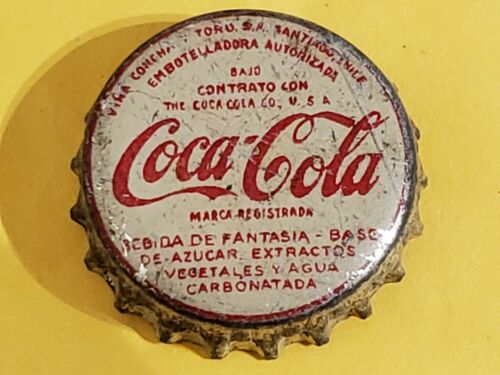 VIÑA CONCHA Y TORO, S.A. SANTIAGO, CHILE
EMBOTELLADORA AUTORIZADA
BAJO
CONTRATO CON
THE COCA COLA CO., U.S.A
Coca-Cola
MARCA REGISTRADA
BEBIDA DE FANTASIA - BASE
DE-AZUCAR, EXTRACTOS
VEGETALES Y AGUA
CARBONATADA